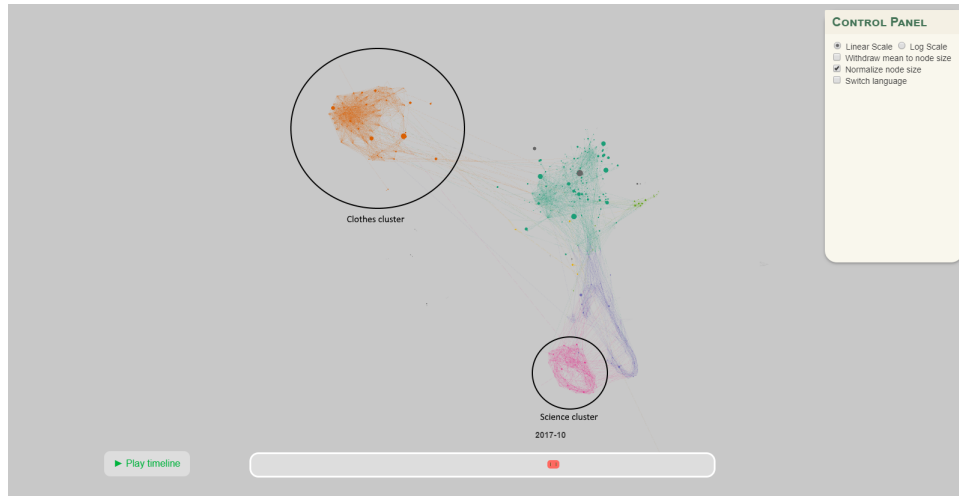 CONTROL PANEL
Linear Scale Log Scale
Withdraw mean to node size
Normalize node size
Switch language
Clothes cluster
Science cluster
2017-10
► Play timeline